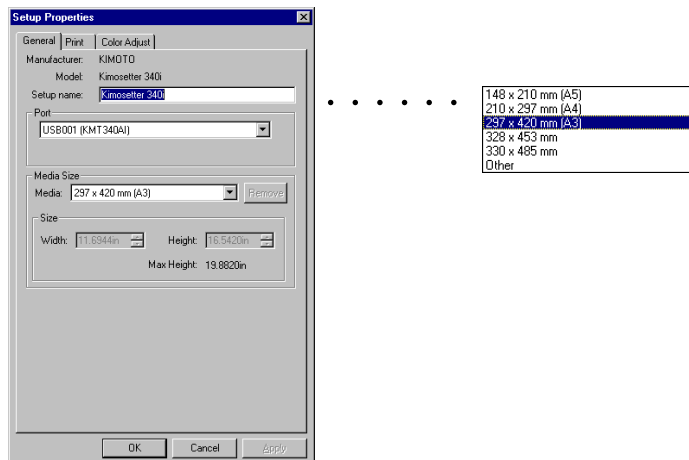 Setup Properties
General Print Color Adjust
Manufacturer: KIMOTO
Model: Kimosetter 340i
Setup name: Kimosetter 340i
Port
USB001 (KMT340AI)
Media Size
Media: 297 x 420 mm (A3) Remove
Size
Width: 11.6944in Height: 16.5420in
Max Height: 19.8820in
OK Cancel Apply
148 x 210 mm (A5)
210 x 297 mm (A4)
297 x 420 mm (A3)
328 x 453 mm
330 x 485 mm
Other